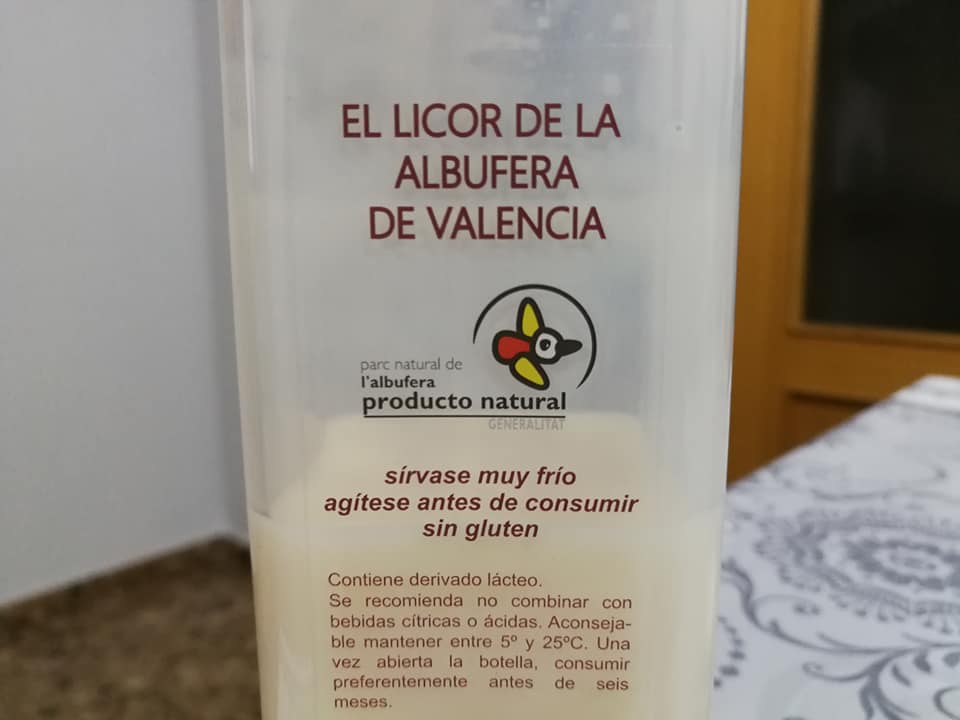 EL LICOR DE LA
ALBUFERA
DE VALENCIA
parc natural de
l'albufera
producto natural
GENERALITAT
sírvase muy frío
agítese antes de consumir
sin gluten
Contiene derivado lácteo.
Se recomienda no combinar con
bebidas cítricas o ácidas. Aconseja-
ble mantener entre 5º y 25ºC. Una
vez abierta la botella, consumir
preferentemente antes de seis
meses.